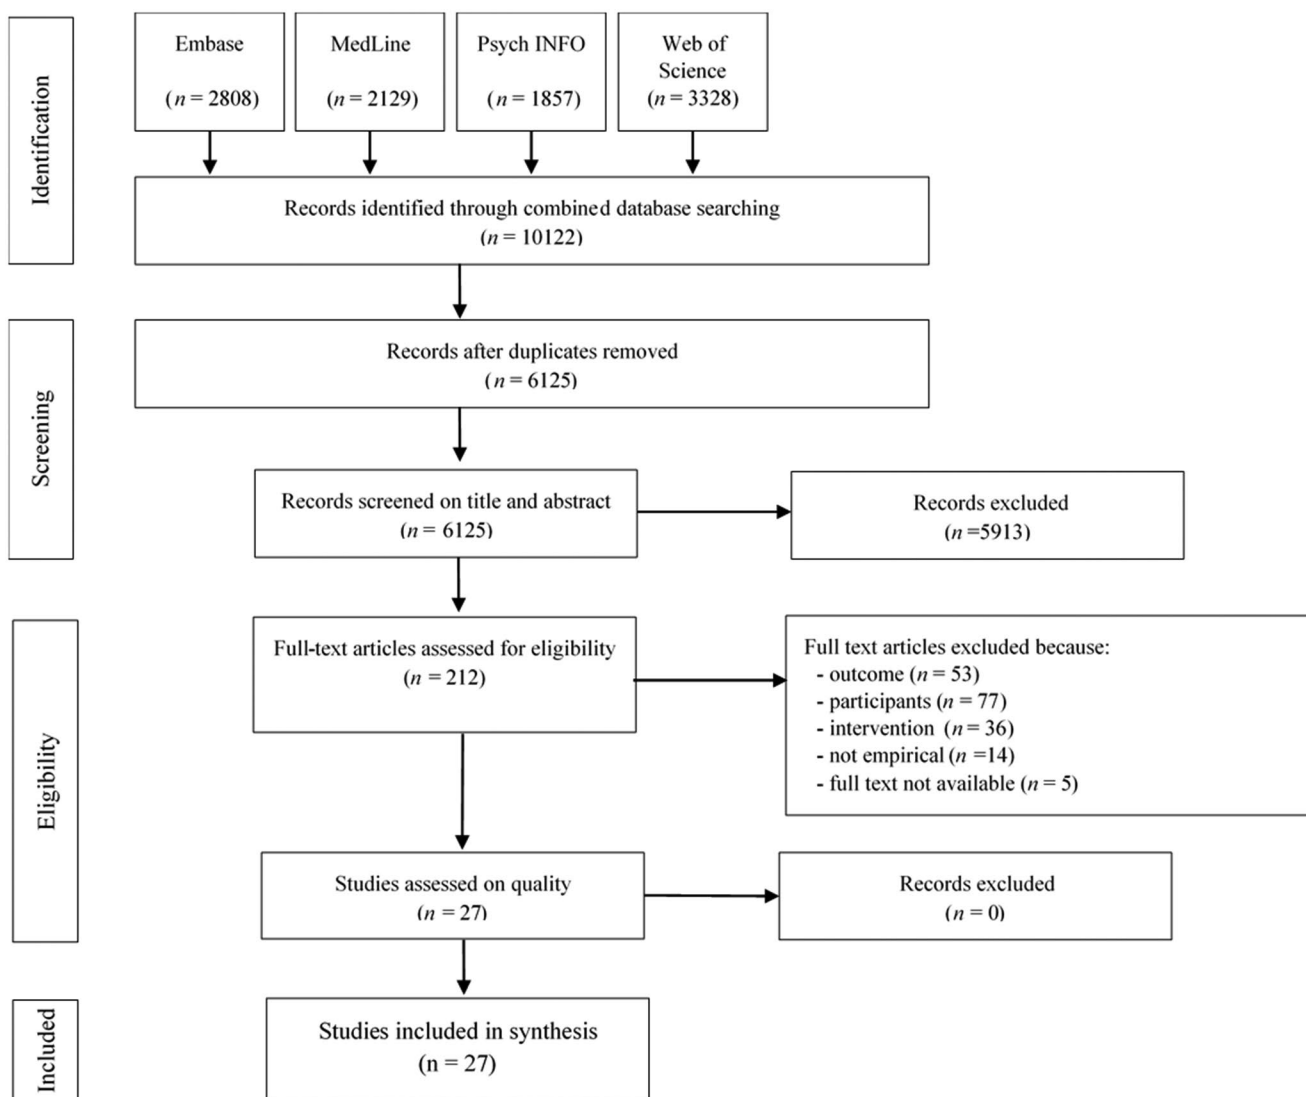 Identification
Embase
(n = 2808)
MedLine
(n = 2129)
Psych INFO
(n = 1857)
Web of
Science
(n = 3328)
Records identified through combined database searching
(n = 10122)
Screening
Records after duplicates removed
(n = 6125)
Records screened on title and abstract
(n = 6125)
Records excluded
(n =5913)
Eligibility
Full-text articles assessed for eligibility
(n = 212)
Full text articles excluded because:
- outcome (n = 53)
- participants (n = 77)
- intervention (n = 36)
- not empirical (n =14)
- full text not available (n = 5)
Studies assessed on quality
(n = 27)
Records excluded
(n = 0)
Included
Studies included in synthesis
(n = 27)